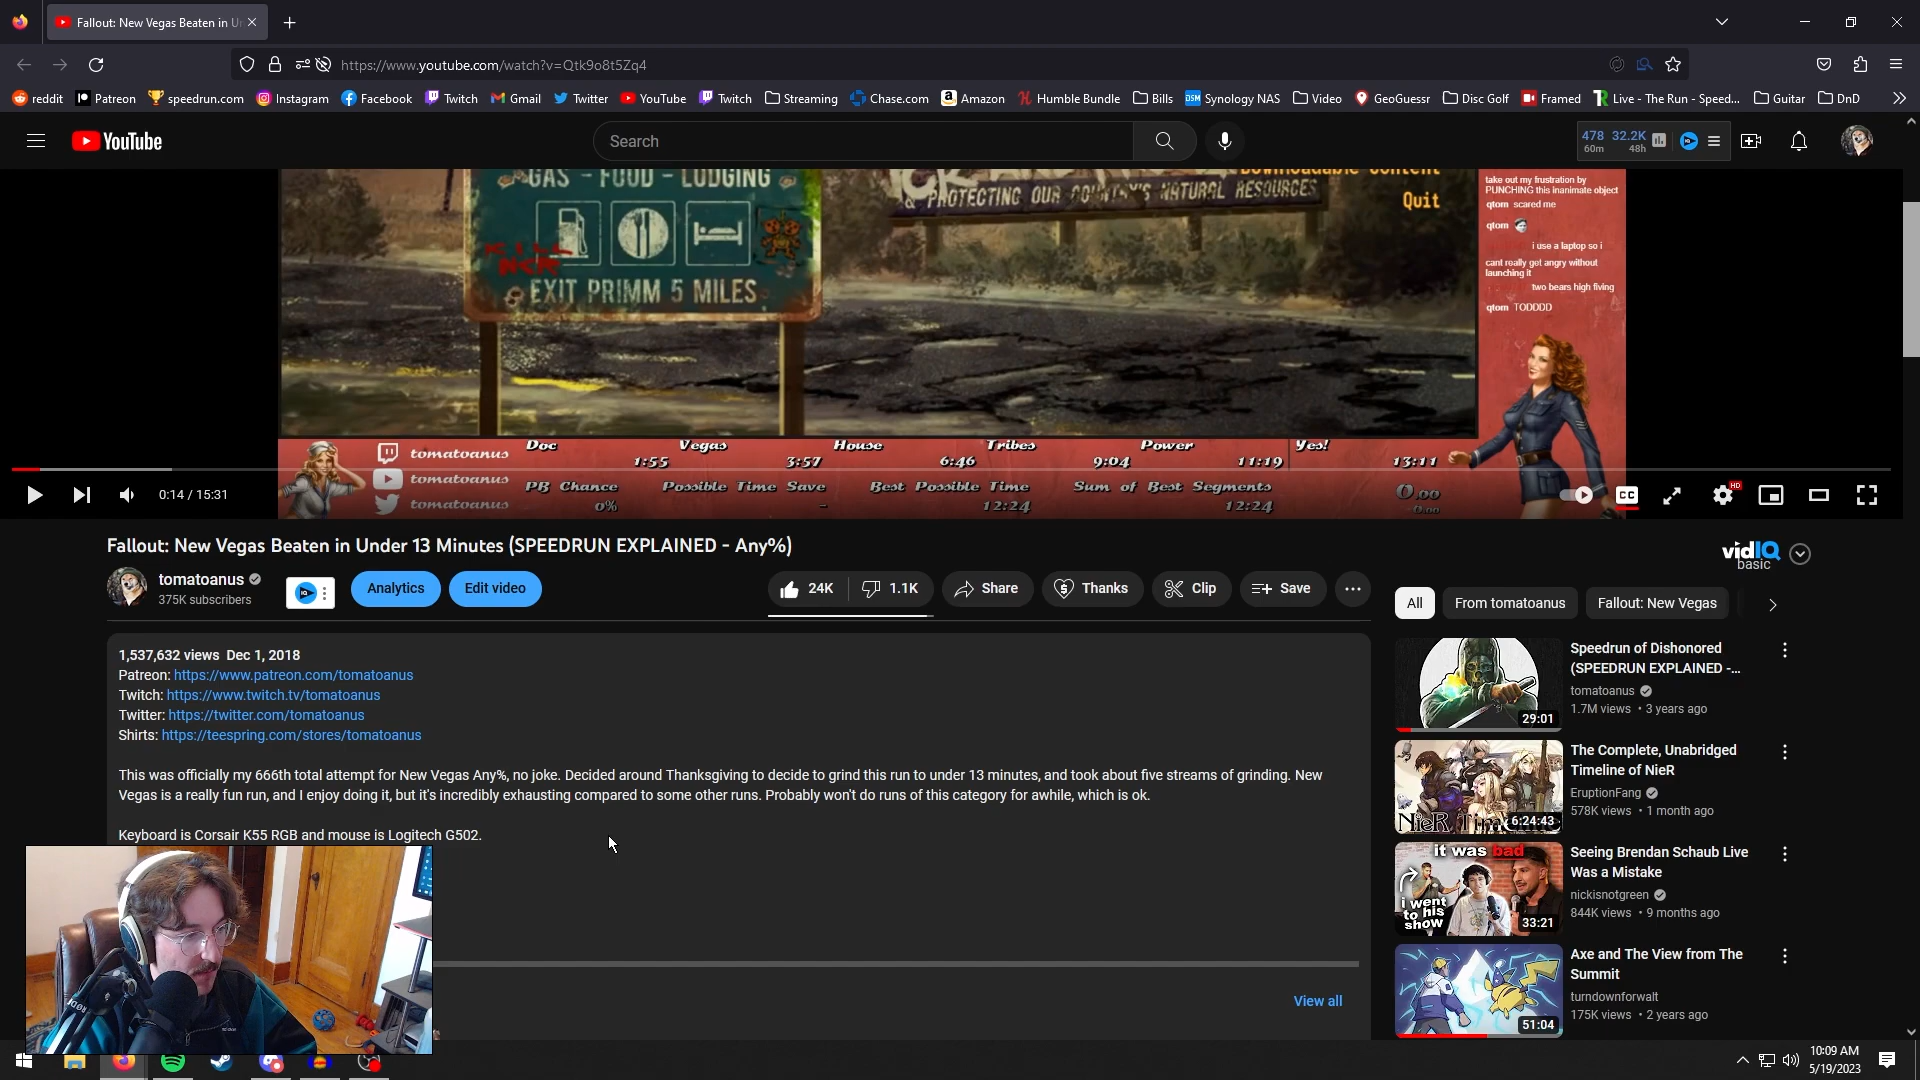 Fallout: New Vegas Beaten in U
https://www.youtube.com/watch?v=Qtk9o8t5Zq4
reddit Patreon speedrun.com Instagram Facebook Twitch Gmail Twitter YouTube Twitch Streaming Chase.com Amazon Humble Bundle Bills DSM Synology NAS Video GeoGuessr Disc Golf Framed Live - The Run - Speed... Guitar DnD
YouTube
Search
478 32.2K
60m 48h
GAS - FOOD - LODGING
KILL
NCR
EXIT PRIMM 5 MILES
& PROTECTING OUR COUNTRY'S NATURAL RESOURCES
Downloadable Content
Quit
take out my frustration by
PUNCHING this inanimate object
qtom scared me
qtom
i use a laptop so i
cant really get angry without
launching it
two bears high fiving
qtom TODDDD
tomatoanus
tomatoanus
tomatoanus
Doc Vegas House Tribes Power Yes!
1:55 3:57 6:46 9:04 11:19 13:11
PB Chance Possible Time Save Best Possible Time Sum of Best Segments 0.00
0% - 12:24 12:24 -0.00
0:14 / 15:31
CC
HD
Fallout: New Vegas Beaten in Under 13 Minutes (SPEEDRUN EXPLAINED - Any%)
tomatoanus
375K subscribers
Analytics
Edit video
24K
1.1K
Share
Thanks
Clip
Save
vidIQ
basic
All
From tomatoanus
Fallout: New Vegas
1,537,632 views Dec 1, 2018
Patreon: https://www.patreon.com/tomatoanus
Twitch: https://www.twitch.tv/tomatoanus
Twitter: https://twitter.com/tomatoanus
Shirts: https://teespring.com/stores/tomatoanus
This was officially my 666th total attempt for New Vegas Any%, no joke. Decided around Thanksgiving to decide to grind this run to under 13 minutes, and took about five streams of grinding. New
Vegas is a really fun run, and I enjoy doing it, but it's incredibly exhausting compared to some other runs. Probably won't do runs of this category for awhile, which is ok.
Keyboard is Corsair K55 RGB and mouse is Logitech G502.
View all
Speedrun of Dishonored
(SPEEDRUN EXPLAINED -...
tomatoanus
1.7M views • 3 years ago
29:01
The Complete, Unabridged
Timeline of NieR
EruptionFang
578K views • 1 month ago
NieR TIMELINE
6:24:43
Seeing Brendan Schaub Live
Was a Mistake
nickisnotgreen
844K views • 9 months ago
it was bad
i went
to his
show
33:21
Axe and The View from The
Summit
turndownforwalt
175K views • 2 years ago
51:04
RØDE
10:09 AM
5/19/2023